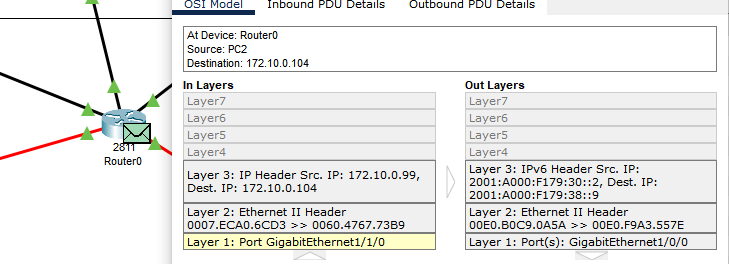 OSI Model Inbound PDU Details Outbound PDU Details
At Device: Router0
Source: PC2
Destination: 172.10.0.104
In Layers
Layer7
Layer6
Layer5
Layer4
Layer 3: IP Header Src. IP: 172.10.0.99,
Dest. IP: 172.10.0.104
Layer 2: Ethernet II Header
0007.ECA0.6CD3 >> 0060.4767.73B9
Layer 1: Port GigabitEthernet1/1/0
Out Layers
Layer7
Layer6
Layer5
Layer4
Layer 3: IPv6 Header Src. IP:
2001:A000:F179:30::2, Dest. IP:
2001:A000:F179:38::9
Layer 2: Ethernet II Header
00E0.B0C9.0A5A >> 00E0.F9A3.557E
Layer 1: Port(s): GigabitEthernet1/0/0
2811
Router0